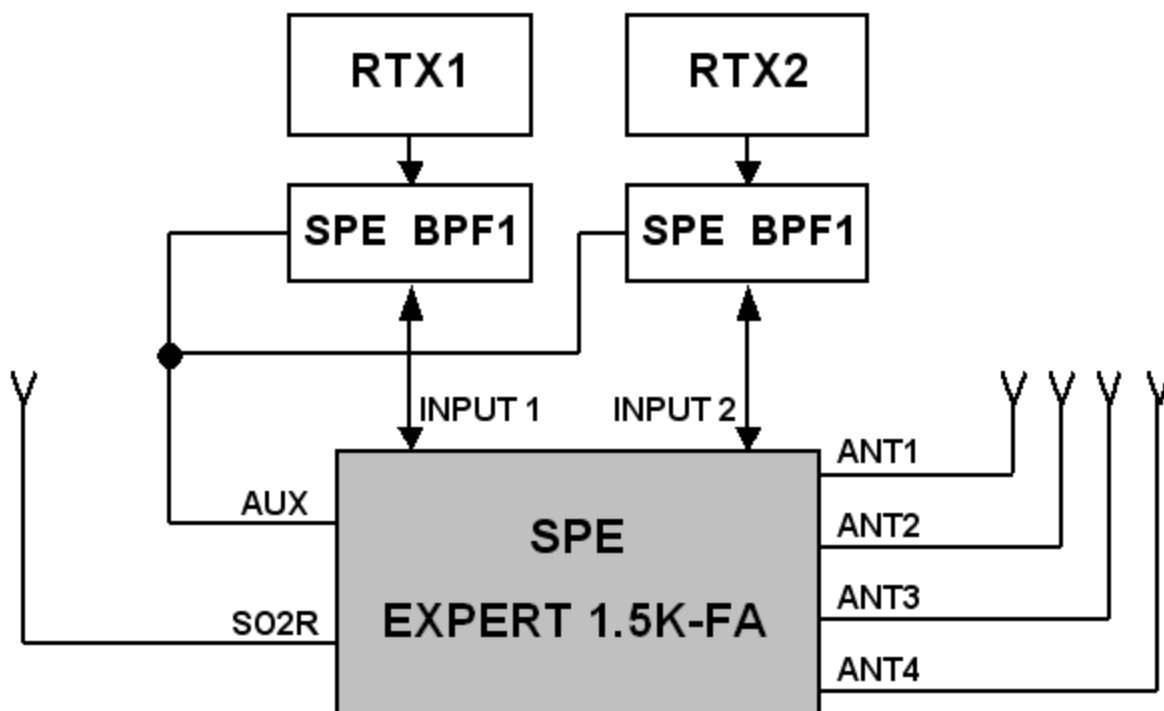 RTX1
RTX2
SPE BPF1
SPE BPF1
INPUT 1
INPUT 2
ANT1
AUX
SPE
ANT2
EXPERT 1.5K-FA
ANT3
SO2R
ANT4